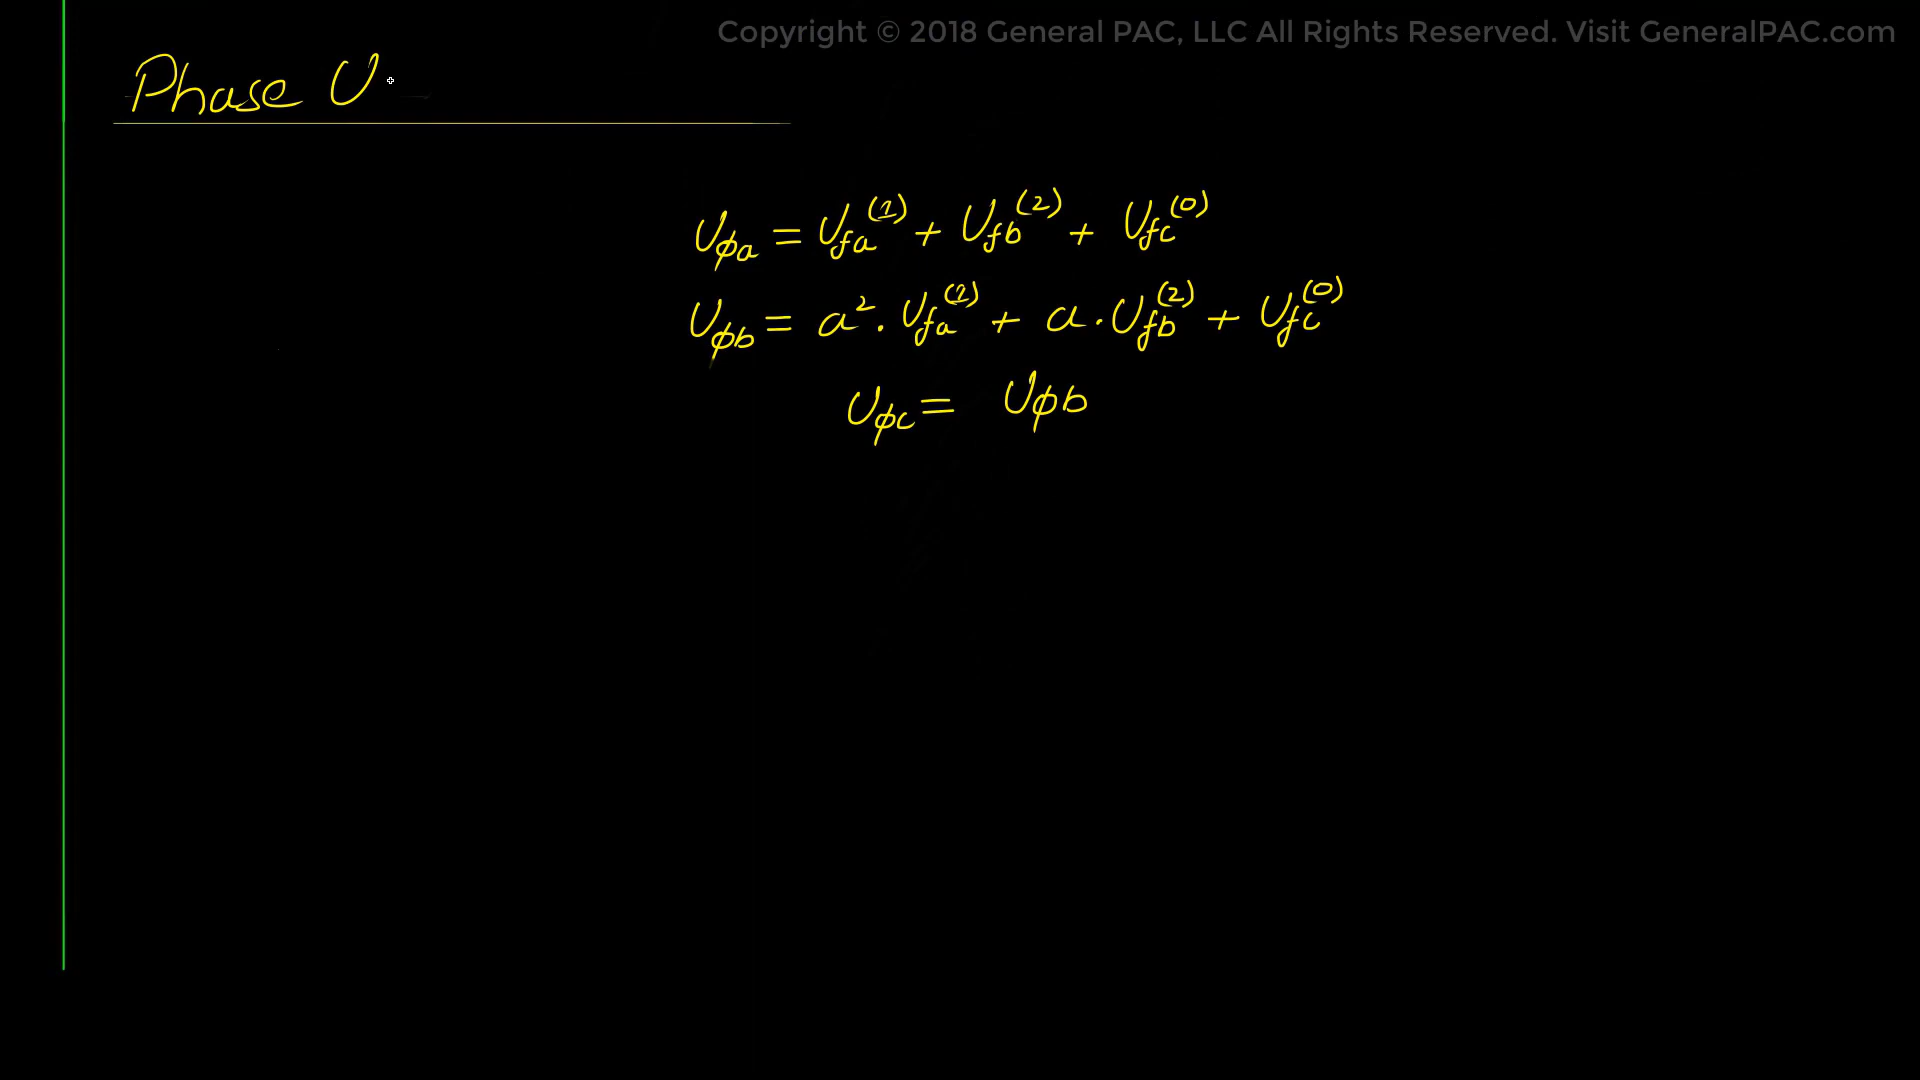 Copyright © 2018 General PAC, LLC All Rights Reserved. Visit GeneralPAC.com
Phase U
Uϕa = Ufa⁽¹⁾ + Ufb⁽²⁾ + Ufc⁽⁰⁾
Uϕb = a². Ufa⁽¹⁾ + a . Ufb⁽²⁾ + Ufc⁽⁰⁾
Uϕc = Uϕb